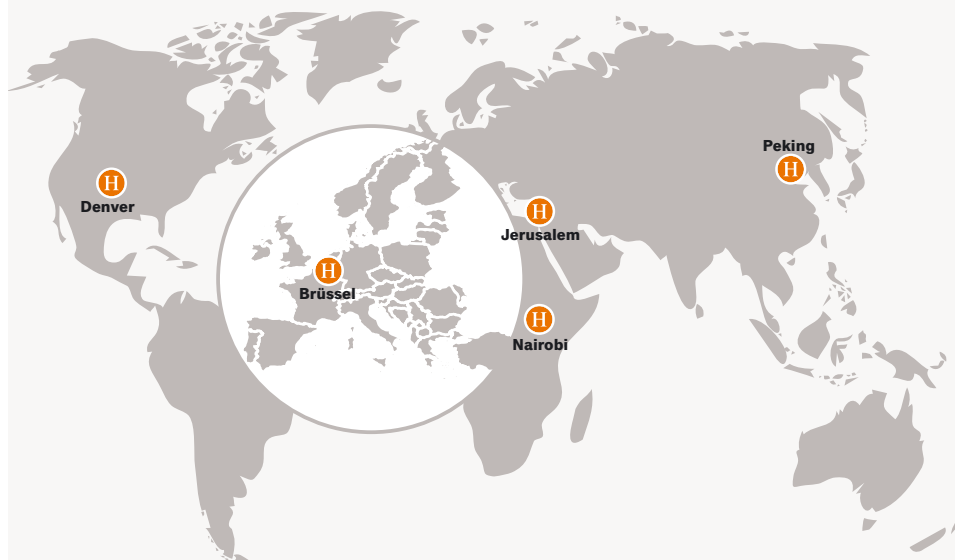 Peking
H
H
Denver
H
Jerusalem
H
Brüssel
H
Nairobi